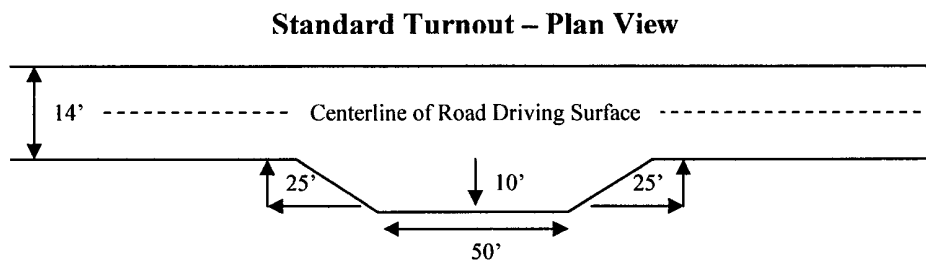 Standard Turnout – Plan View
14'
Centerline of Road Driving Surface
25'
10'
25'
50'